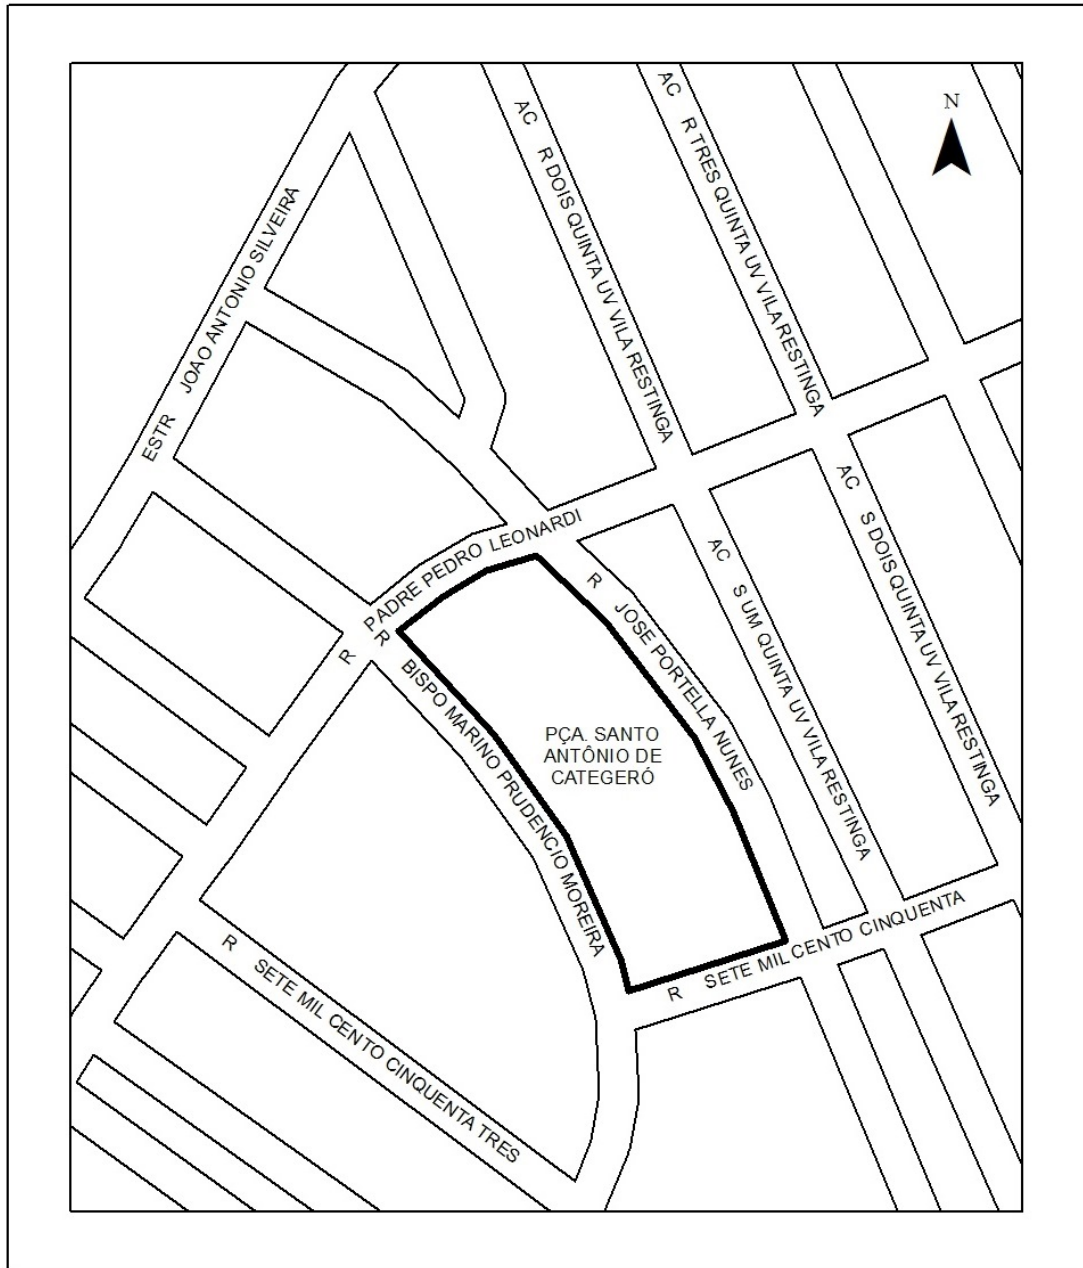 N
AC R DOIS QUINTA UV VILA RESTINGA
AC R TRES QUINTA UV VILA RESTINGA
ESTR JOAO ANTONIO SILVEIRA
R PADRE PEDRO LEONARDI
R JOSE PORTELLA NUNES
AC S UM QUINTA UV VILA RESTINGA
AC S DOIS QUINTA UV VILA RESTINGA
R BISPO MARINO PRUDENCIO MOREIRA
PÇA. SANTO
ANTÔNIO DE
CATEGERÓ
R SETE MIL CENTO CINQUENTA
R SETE MIL CENTO CINQUENTA TRES